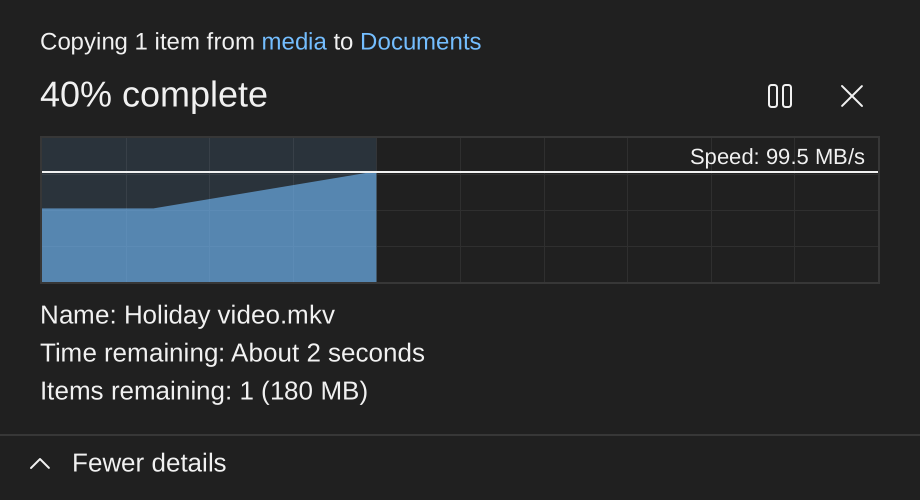 Copying 1 item from media to Documents
40% complete
Speed: 99.5 MB/s
Name: Holiday video.mkv
Time remaining: About 2 seconds
Items remaining: 1 (180 MB)
Fewer details